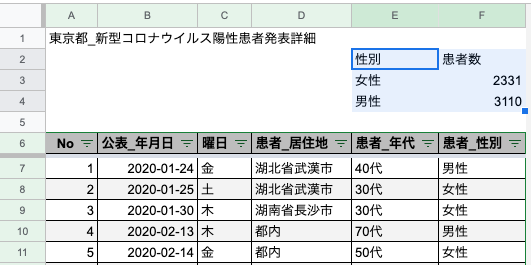 A B C D E F
1 東京都_新型コロナウイルス陽性患者発表詳細
2 性別 患者数
3 女性 2331
4 男性 3110
5
6 No 公表_年月日 曜日 患者_居住地 患者_年代 患者_性別
7 1 2020-01-24 金 湖北省武漢市 40代 男性
8 2 2020-01-25 土 湖北省武漢市 30代 女性
9 3 2020-01-30 木 湖南省長沙市 30代 女性
10 4 2020-02-13 木 都内 70代 男性
11 5 2020-02-14 金 都内 50代 女性